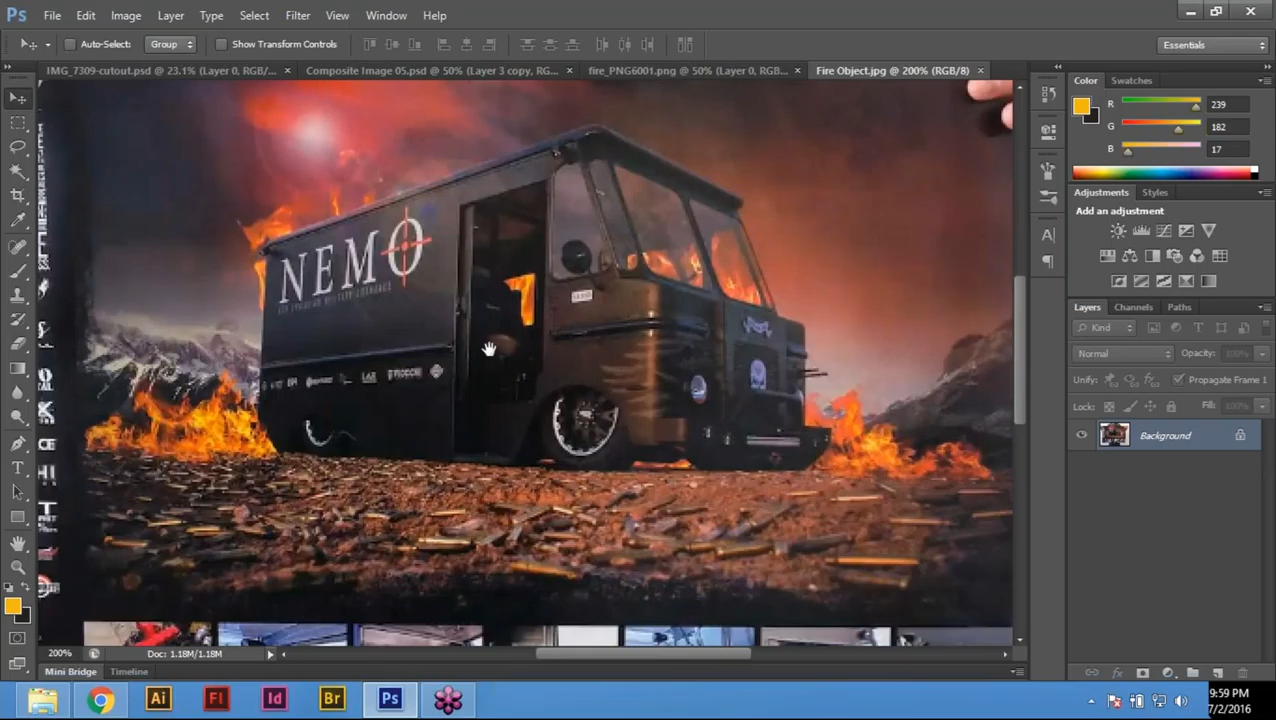 Ps File Edit Image Layer Type Select Filter View Window Help
Auto-Select: Group Show Transform Controls Essentials
IMG_7309-cutout.psd @ 23.1% (Layer 0, RGB/... × Composite Image 05.psd @ 50% (Layer 3 copy, RG... × fire_PNG6001.png @ 50% (Layer 0, RGB/8... × Fire Object.jpg @ 200% (RGB/8) ×
Color Swatches
R 239
G 182
B 17
Adjustments Styles
Add an adjustment
NEMO
Layers Channels Paths
Kind
Normal Opacity: 100%
Unify: Propagate Frame 1
Lock: Fill: 100%
Background
200% Doc: 1.18M/1.18M
Mini Bridge Timeline
Ai Fl Id Br Ps
9:59 PM
7/2/2016